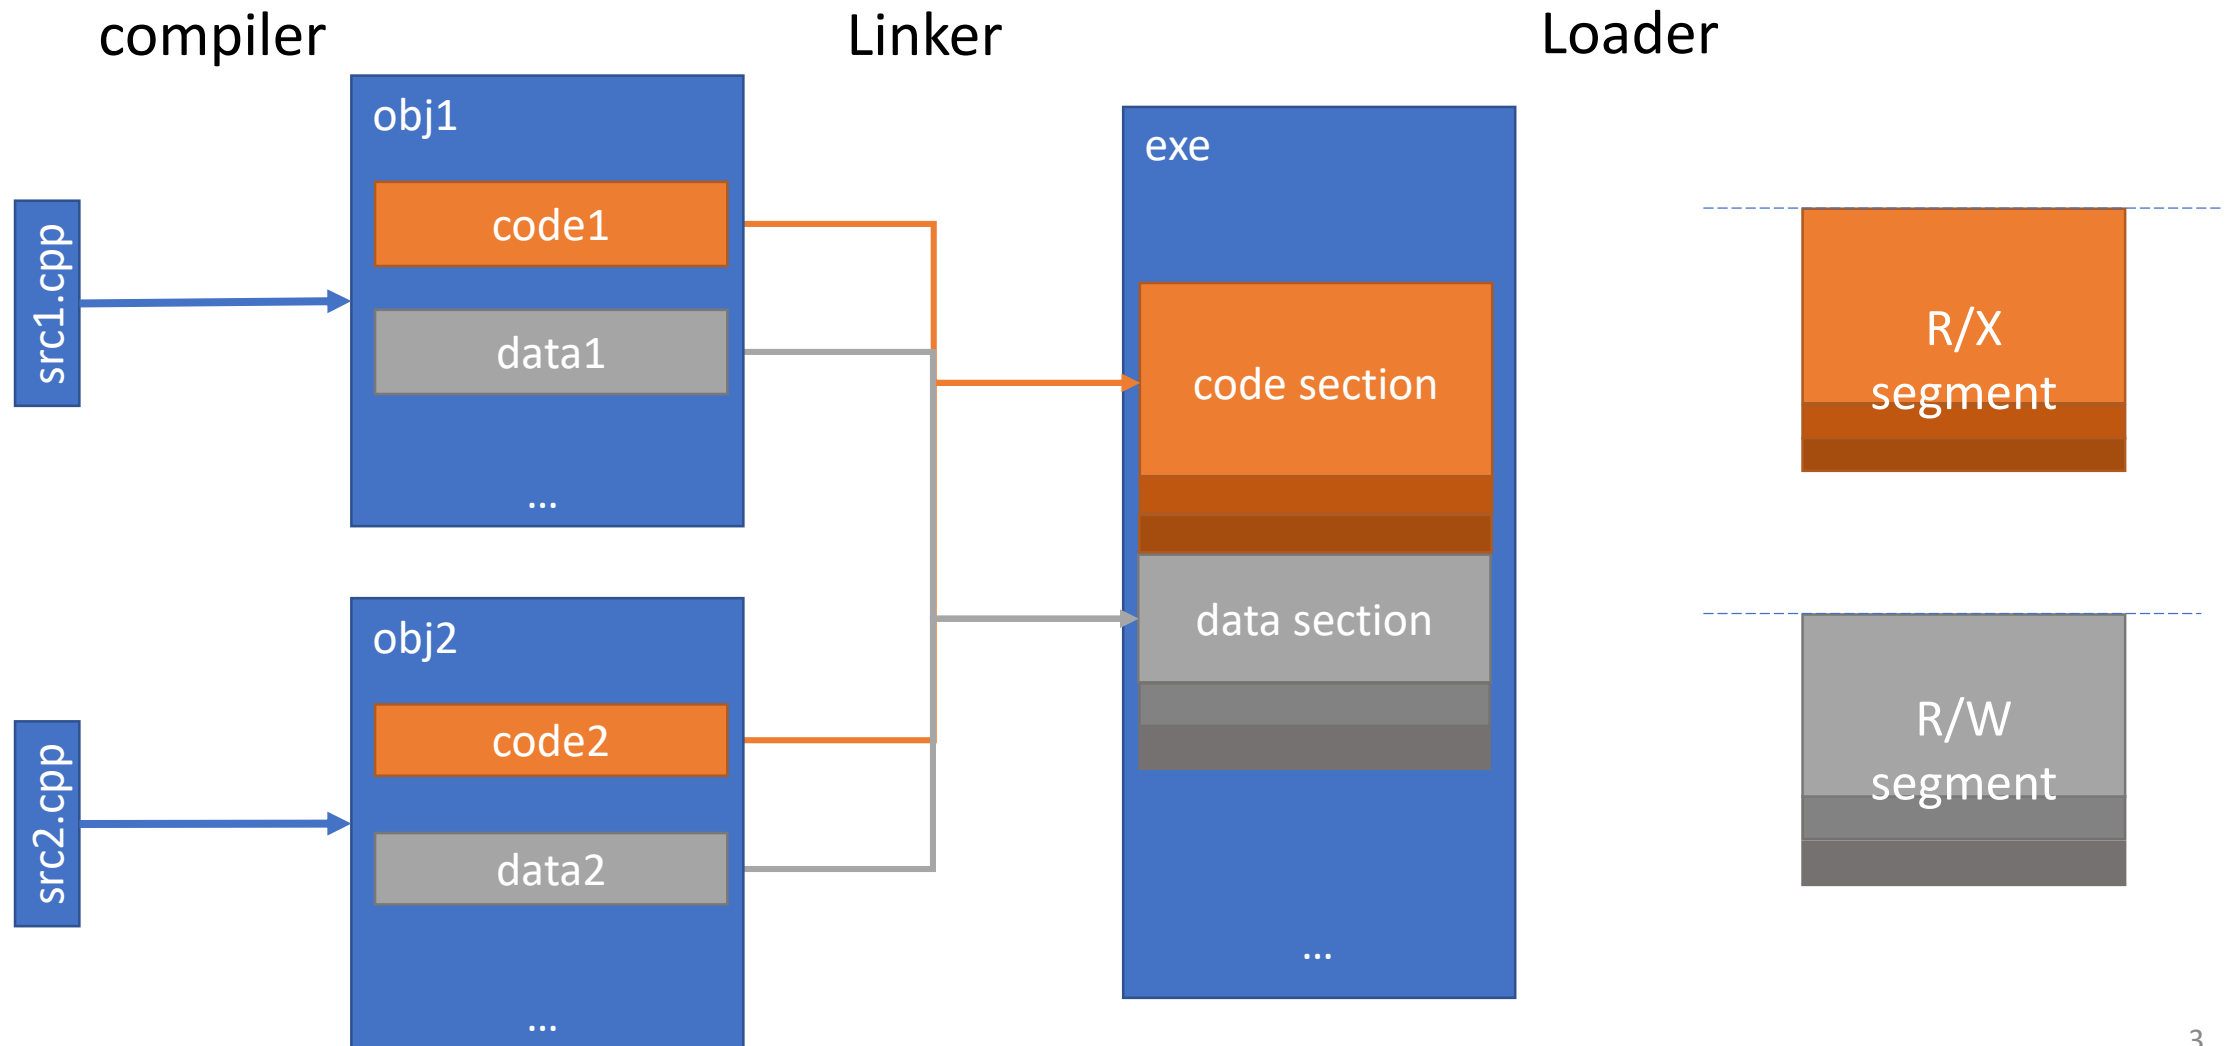 compiler
Linker
Loader
src1.cpp
obj1
code1
data1
...
src2.cpp
obj2
code2
data2
...
exe
code section
data section
...
R/X
segment
R/W
segment
3